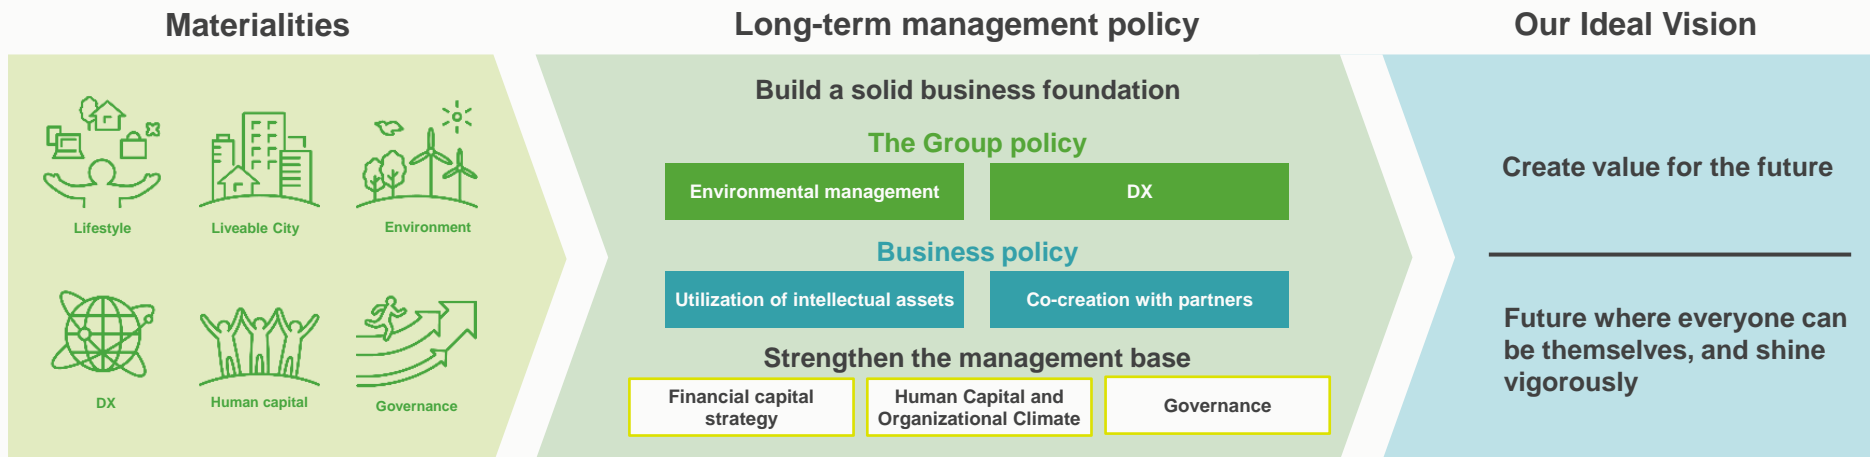 Materialities
Long-term management policy
Our Ideal Vision
Lifestyle
Liveable City
Environment
DX
Human capital
Governance
Build a solid business foundation
The Group policy
Environmental management
DX
Business policy
Utilization of intellectual assets
Co-creation with partners
Strengthen the management base
Financial capital
strategy
Human Capital and
Organizational Climate
Governance
Create value for the future
Future where everyone can
be themselves, and shine
vigorously